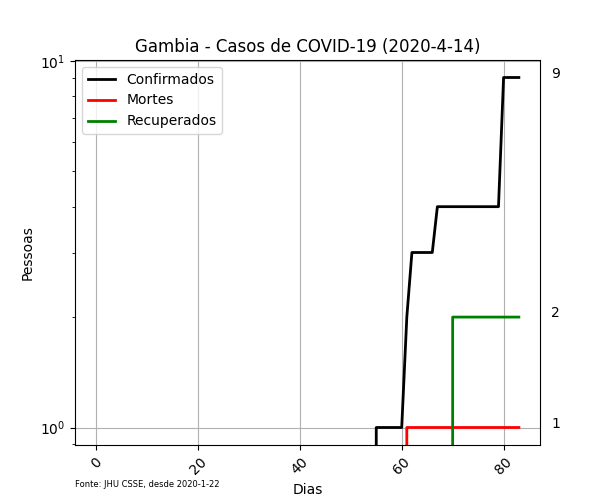 Gambia - Casos de COVID-19 (2020-4-14)
10¹
9
Confirmados
Mortes
Recuperados
Pessoas
2
1
10⁰
0
20
40
60
80
Fonte: JHU CSSE, desde 2020-1-22
Dias